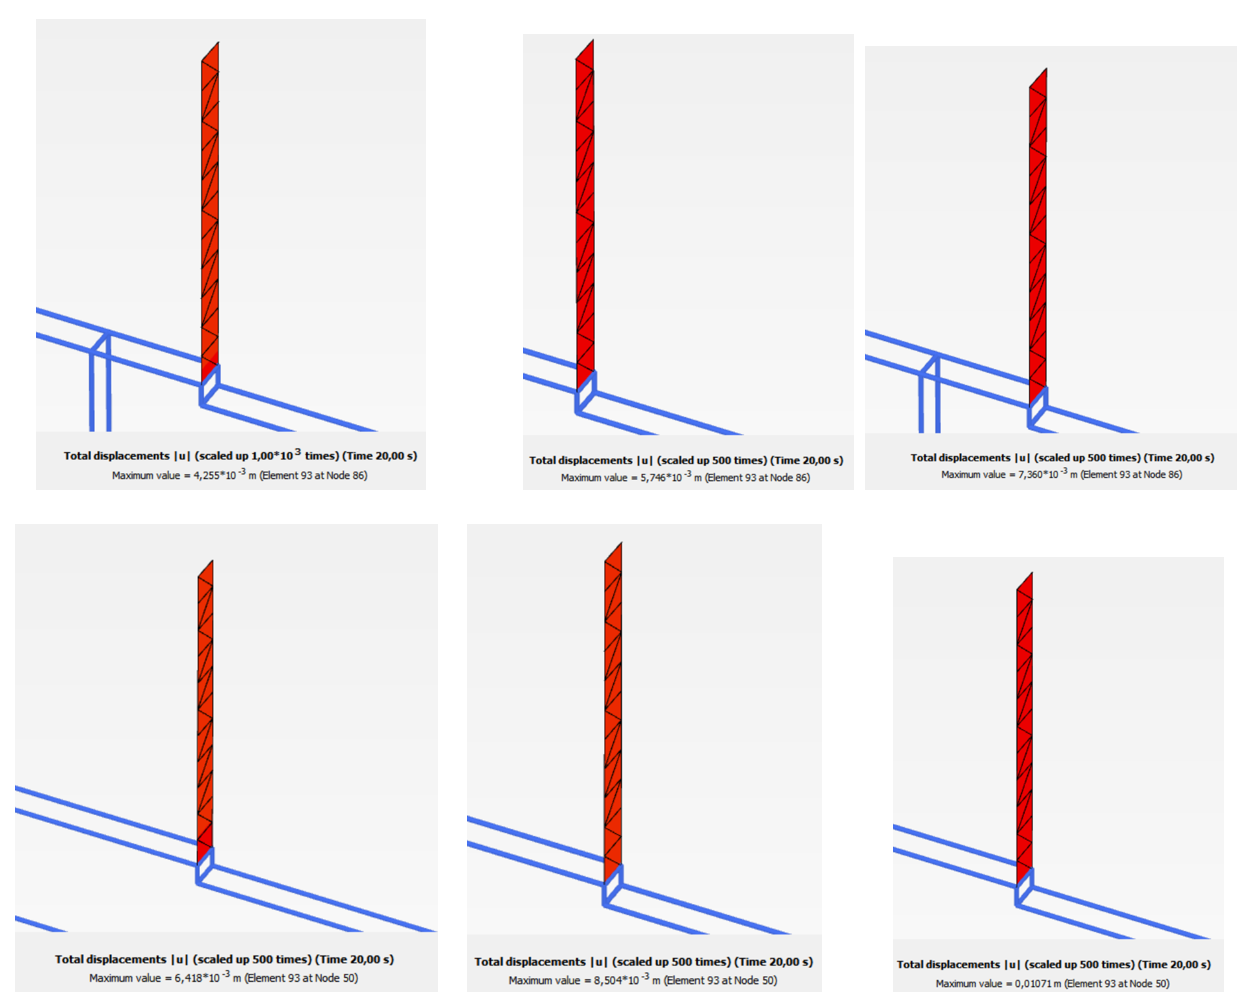 Total displacements |u| (scaled up 1,00*10³ times) (Time 20,00 s)
Maximum value = 4,255*10⁻³ m (Element 93 at Node 86)
Total displacements |u| (scaled up 500 times) (Time 20,00 s)
Maximum value = 5,746*10⁻³ m (Element 93 at Node 86)
Total displacements |u| (scaled up 500 times) (Time 20,00 s)
Maximum value = 7,360*10⁻³ m (Element 93 at Node 86)
Total displacements |u| (scaled up 500 times) (Time 20,00 s)
Maximum value = 6,418*10⁻³ m (Element 93 at Node 50)
Total displacements |u| (scaled up 500 times) (Time 20,00 s)
Maximum value = 8,504*10⁻³ m (Element 93 at Node 50)
Total displacements |u| (scaled up 500 times) (Time 20,00 s)
Maximum value = 0,01071 m (Element 93 at Node 50)